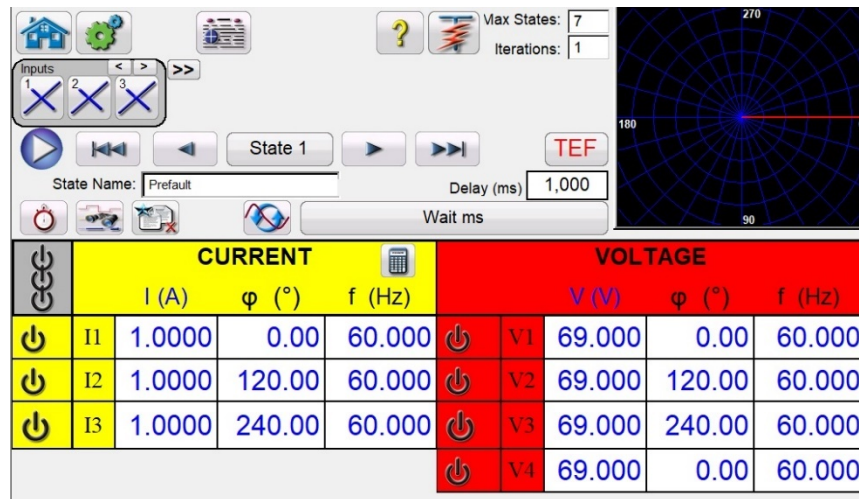 Max States: 7
Iterations: 1
270
180
90
Inputs < > >>
1 2 3
State 1
TEF
State Name: Prefault
Delay (ms) 1,000
Wait ms
CURRENT
VOLTAGE
I (A) φ (°) f (Hz)
V (V) φ (°) f (Hz)
I1 1.0000 0.00 60.000 V1 69.000 0.00 60.000
I2 1.0000 120.00 60.000 V2 69.000 120.00 60.000
I3 1.0000 240.00 60.000 V3 69.000 240.00 60.000
V4 69.000 0.00 60.000